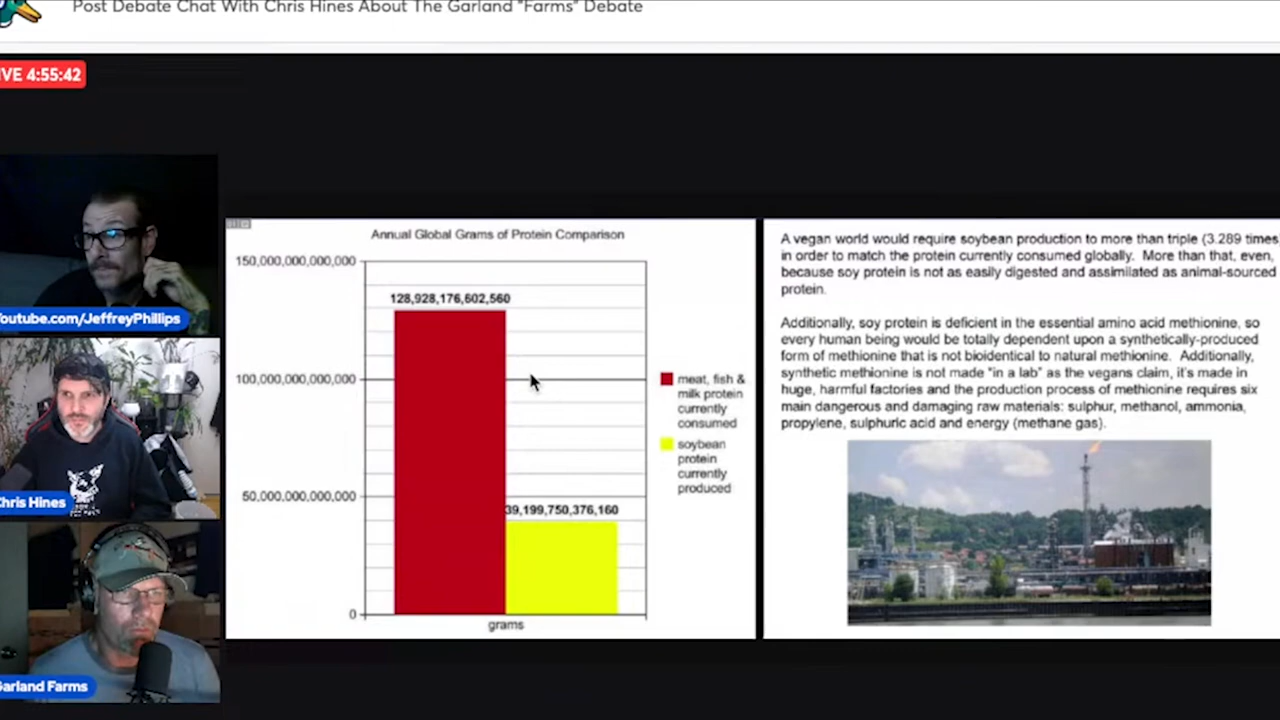 Post Debate Chat With Chris Hines About The Garland "Farms" Debate
IVE 4:55:42
outube.com/JeffreyPhillips
Chris Hines
Garland Farms
Annual Global Grams of Protein Comparison
150,000,000,000,000
128,928,176,602,560
100,000,000,000,000
50,000,000,000,000
39,199,750,376,160
0
grams
meat, fish &
milk protein
currently
consumed
soybean
protein
currently
produced
A vegan world would require soybean production to more than triple (3.289 times
in order to match the protein currently consumed globally. More than that, even,
because soy protein is not as easily digested and assimilated as animal-sourced
protein.
Additionally, soy protein is deficient in the essential amino acid methionine, so
every human being would be totally dependent upon a synthetically-produced
form of methionine that is not bioidentical to natural methionine. Additionally,
synthetic methionine is not made "in a lab" as the vegans claim, it's made in
huge, harmful factories and the production process of methionine requires six
main dangerous and damaging raw materials: sulphur, methanol, ammonia,
propylene, sulphuric acid and energy (methane gas).